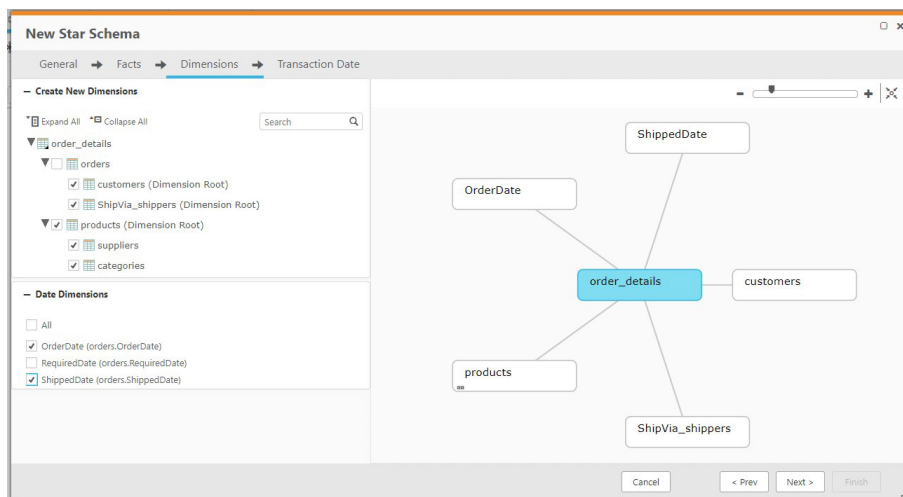 New Star Schema
General
Facts
Dimensions
Transaction Date
Create New Dimensions
Expand All
Collapse All
Search
order_details
orders
customers (Dimension Root)
ShipVia_shippers (Dimension Root)
products (Dimension Root)
suppliers
categories
Date Dimensions
All
OrderDate (orders.OrderDate)
RequiredDate (orders.RequiredDate)
ShippedDate (orders.ShippedDate)
ShippedDate
OrderDate
order_details
customers
products
ShipVia_shippers
Cancel
< Prev
Next >
Finish